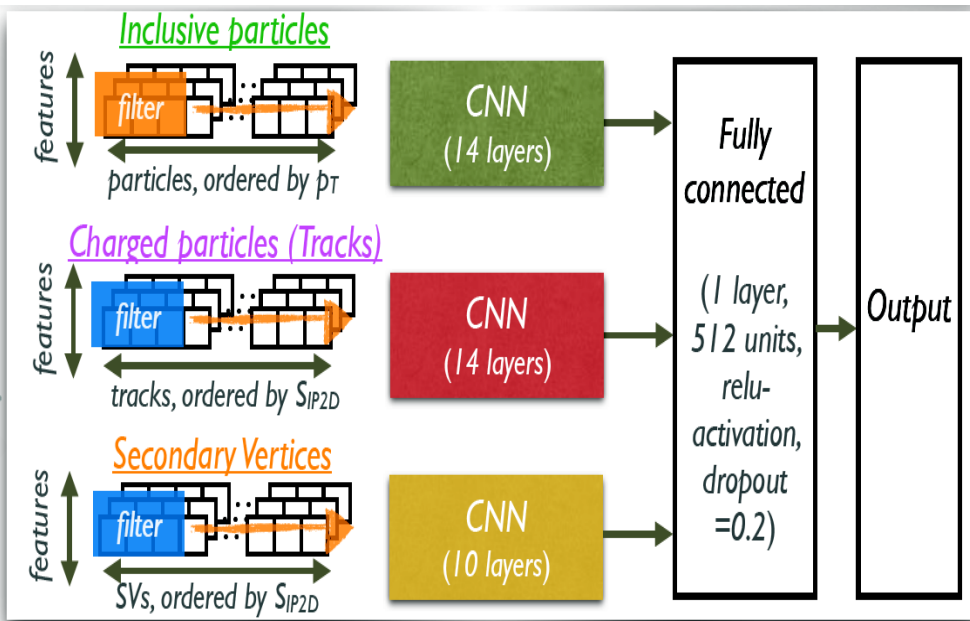 Inclusive particles
features
filter
particles, ordered by pT
CNN
(14 layers)
Charged particles (Tracks)
features
filter
tracks, ordered by SIP2D
CNN
(14 layers)
Secondary Vertices
features
filter
SVs, ordered by SIP2D
CNN
(10 layers)
Fully
connected
(1 layer,
512 units,
relu-
activation,
dropout
=0.2)
Output